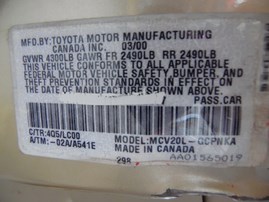 MFD.BY:TOYOTA MOTOR MANUFACTURING
CANADA INC. 03/00
GVWR 4300LB GAWR FR 2490LB RR 2490LB
THIS VEHICLE CONFORMS TO ALL APPLICABLE
FEDERAL MOTOR VEHICLE SAFETY,BUMPER, AND
THEFT PREVENTION STANDARDS IN EFFECT ON
THE DATE OF MANUFACTURE SHOWN ABOVE.
PASS.CAR
C/TR:4Q5/LC00 MODEL:MCV20L-
A/TM:-02A/A541E MADE IN CANADA
298 AA01565019